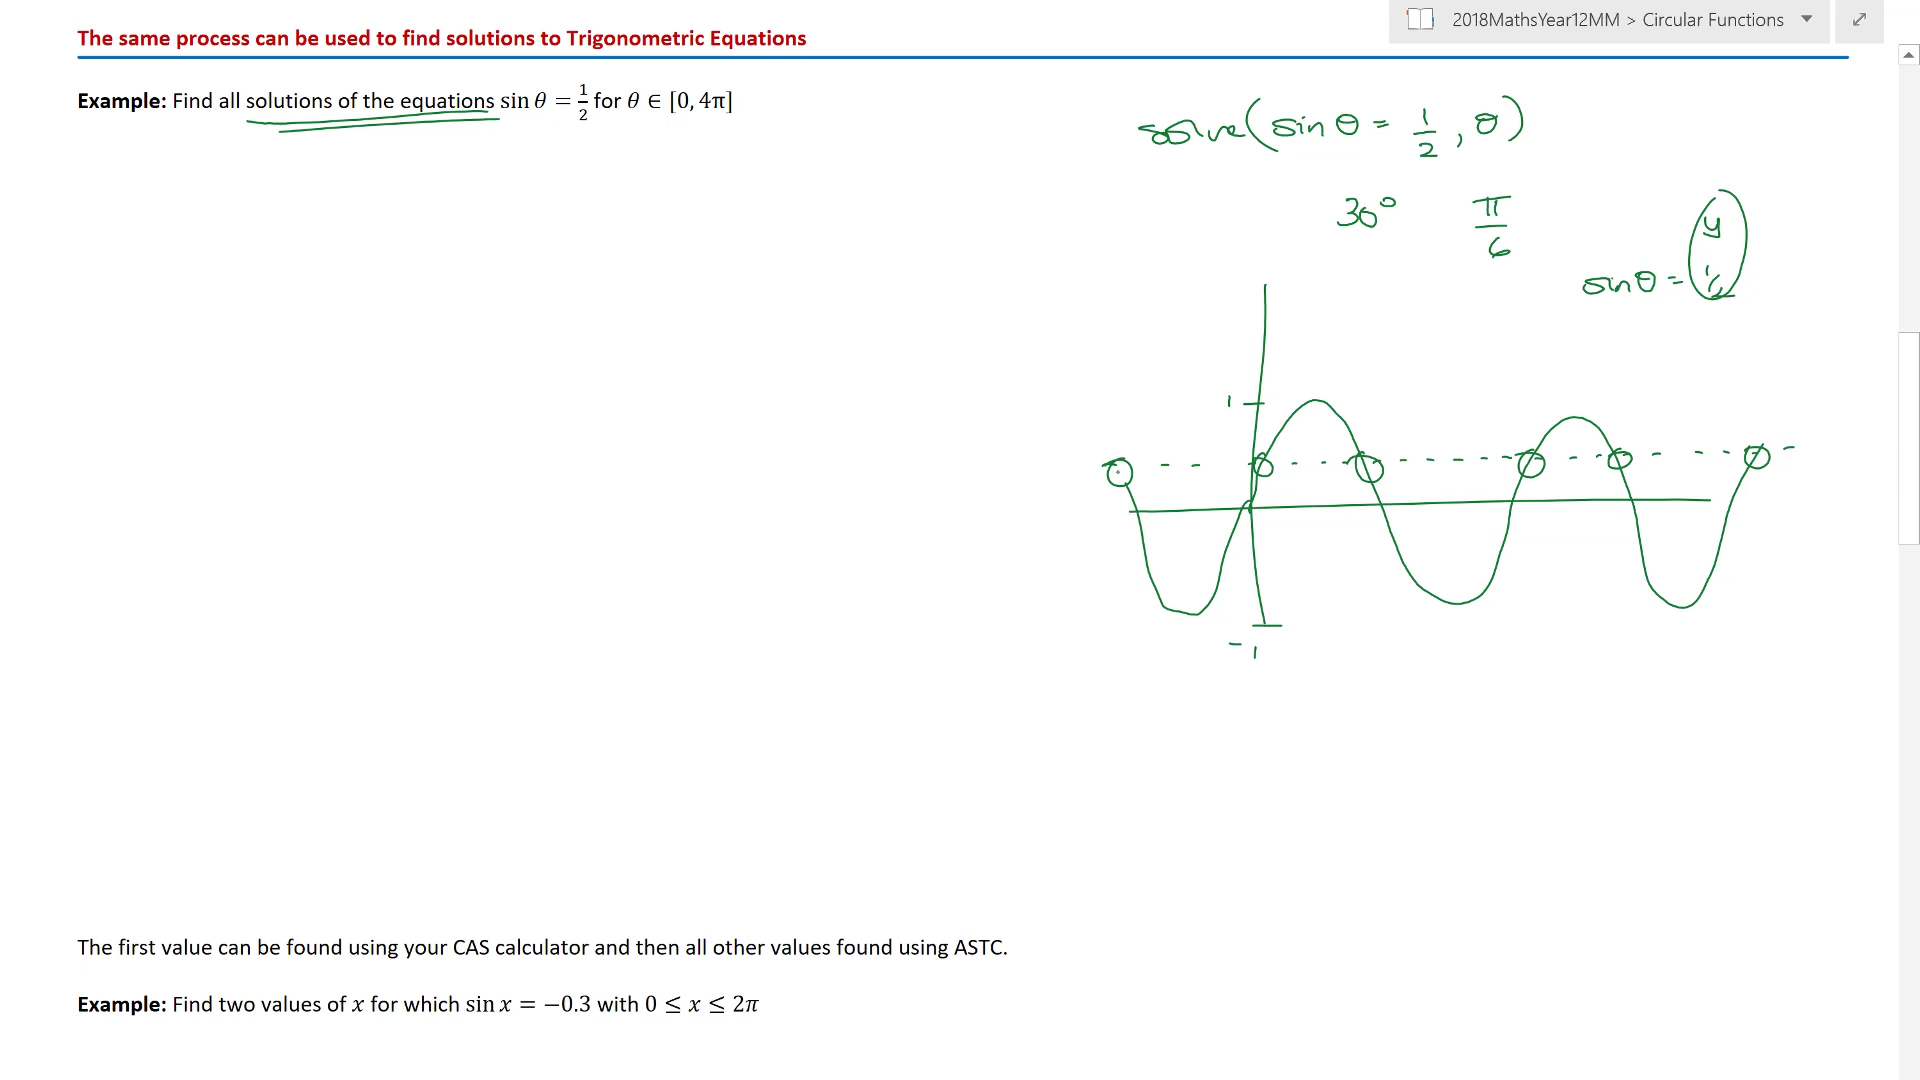 The same process can be used to find solutions to Trigonometric Equations
2018MathsYear12MM > Circular Functions
Example: Find all solutions of the equations sin θ = 1/2 for θ ∈ [0, 4π]
solve(sin θ = 1/2, θ)
30° π/6
y
sinθ = 1/2
1
-1
The first value can be found using your CAS calculator and then all other values found using ASTC.
Example: Find two values of x for which sin x = −0.3 with 0 ≤ x ≤ 2π